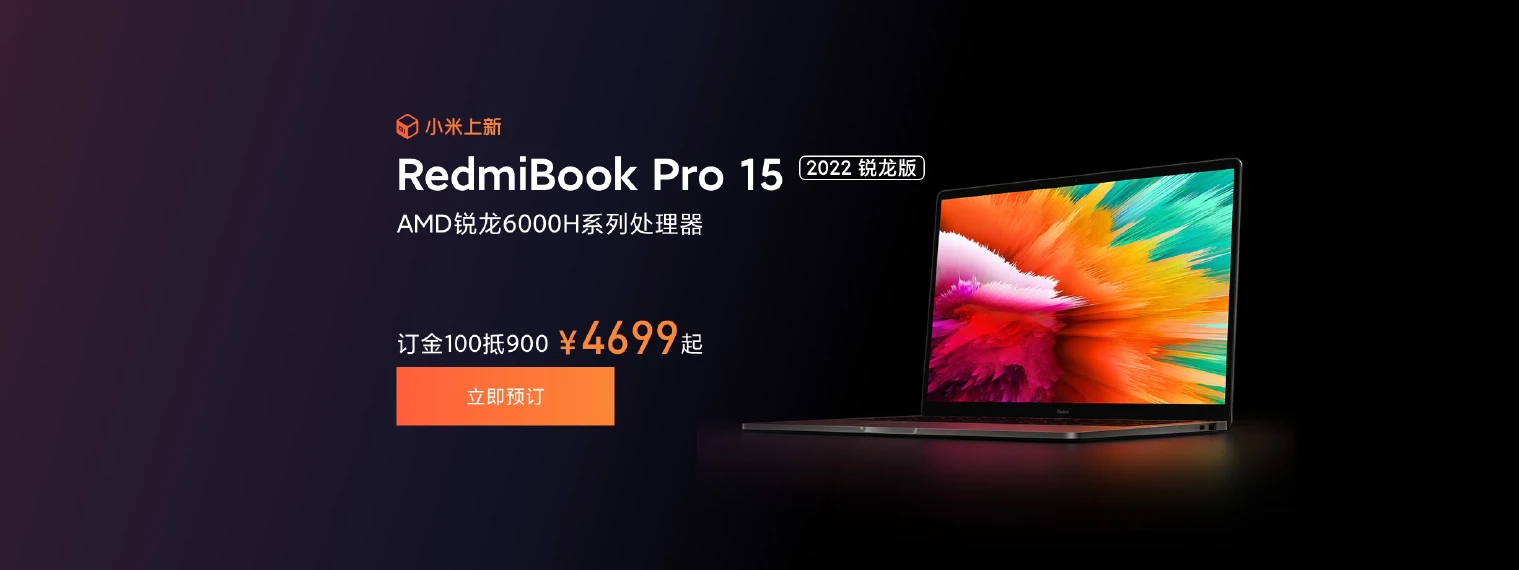 小米上新
RedmiBook Pro 15 2022 锐龙版
AMD锐龙6000H系列处理器
订金100抵900 ¥4699起
立即预订
Redmi